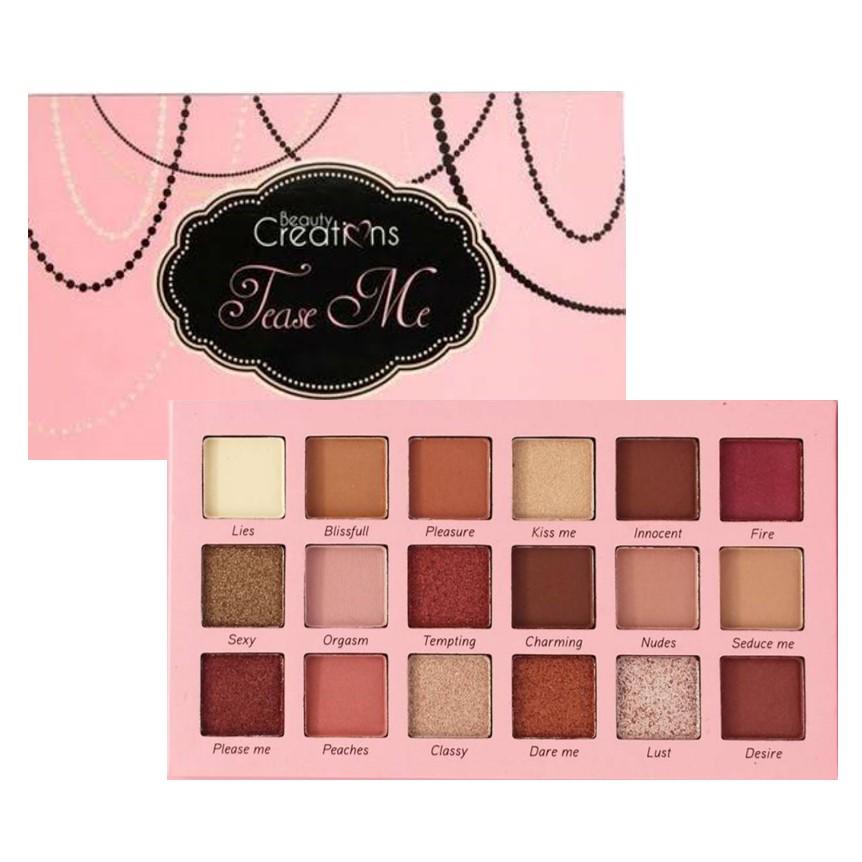 Beauty
Creations
Tease Me
Lies Blissfull Pleasure Kiss me Innocent Fire
Sexy Orgasm Tempting Charming Nudes Seduce me
Please me Peaches Classy Dare me Lust Desire